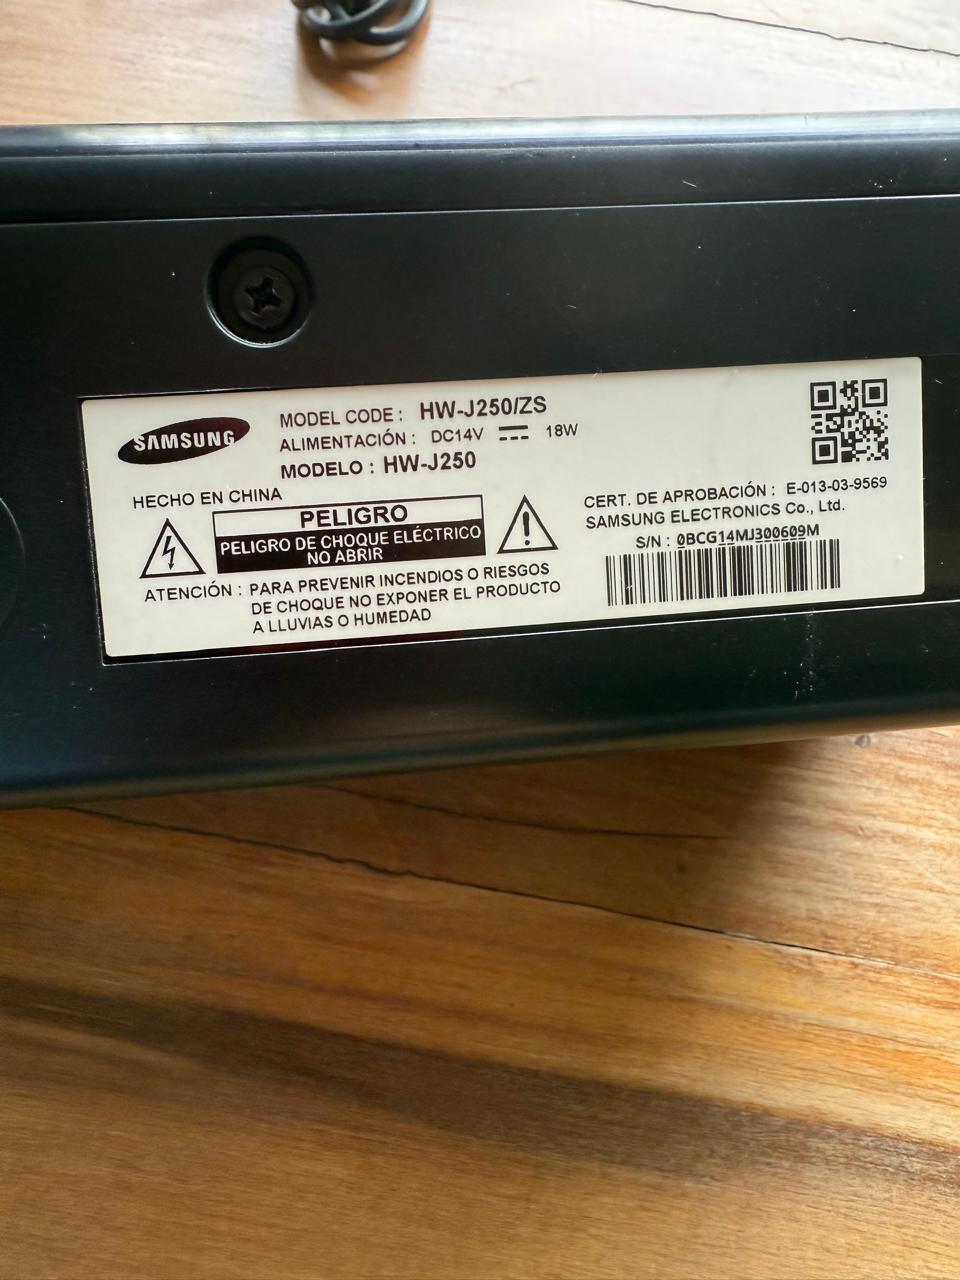 SAMSUNG
MODEL CODE : HW-J250/ZS
ALIMENTACIÓN : DC14V 18W
MODELO : HW-J250
HECHO EN CHINA
PELIGRO
PELIGRO DE CHOQUE ELÉCTRICO
NO ABRIR
ATENCIÓN : PARA PREVENIR INCENDIOS O RIESGOS
DE CHOQUE NO EXPONER EL PRODUCTO
A LLUVIAS O HUMEDAD
CERT. DE APROBACIÓN : E-013-03-9569
SAMSUNG ELECTRONICS Co., Ltd.
S/N : 0BCG14MJ300609M